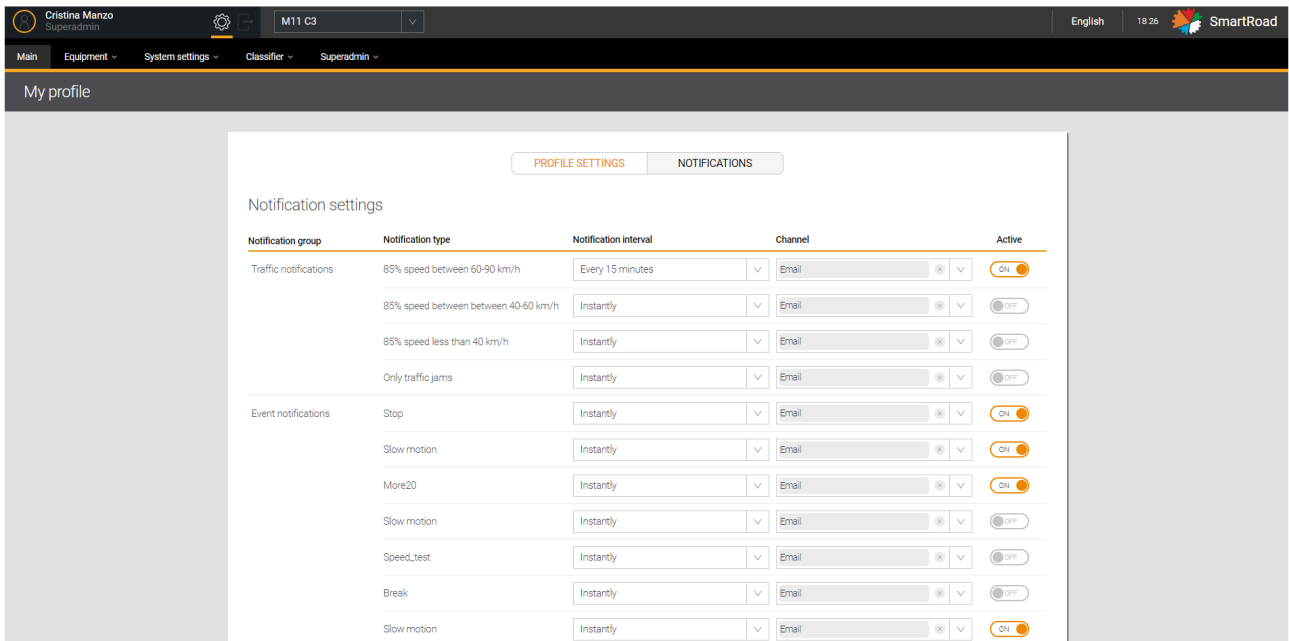 Cristina Manzo
Superadmin
M11 C3
English
18 26
SmartRoad
Main Equipment System settings Classifier Superadmin
My profile
PROFILE SETTINGS NOTIFICATIONS
Notification settings
Notification group Notification type Notification interval Channel Active
Traffic notifications 85% speed between 60-90 km/h Every 15 minutes Email ON
85% speed between between 40-60 km/h Instantly Email OFF
85% speed less than 40 km/h Instantly Email OFF
Only traffic jams Instantly Email OFF
Event notifications Stop Instantly Email ON
Slow motion Instantly Email ON
More20 Instantly Email ON
Slow motion Instantly Email OFF
Speed_test Instantly Email OFF
Break Instantly Email OFF
Slow motion Instantly Email ON